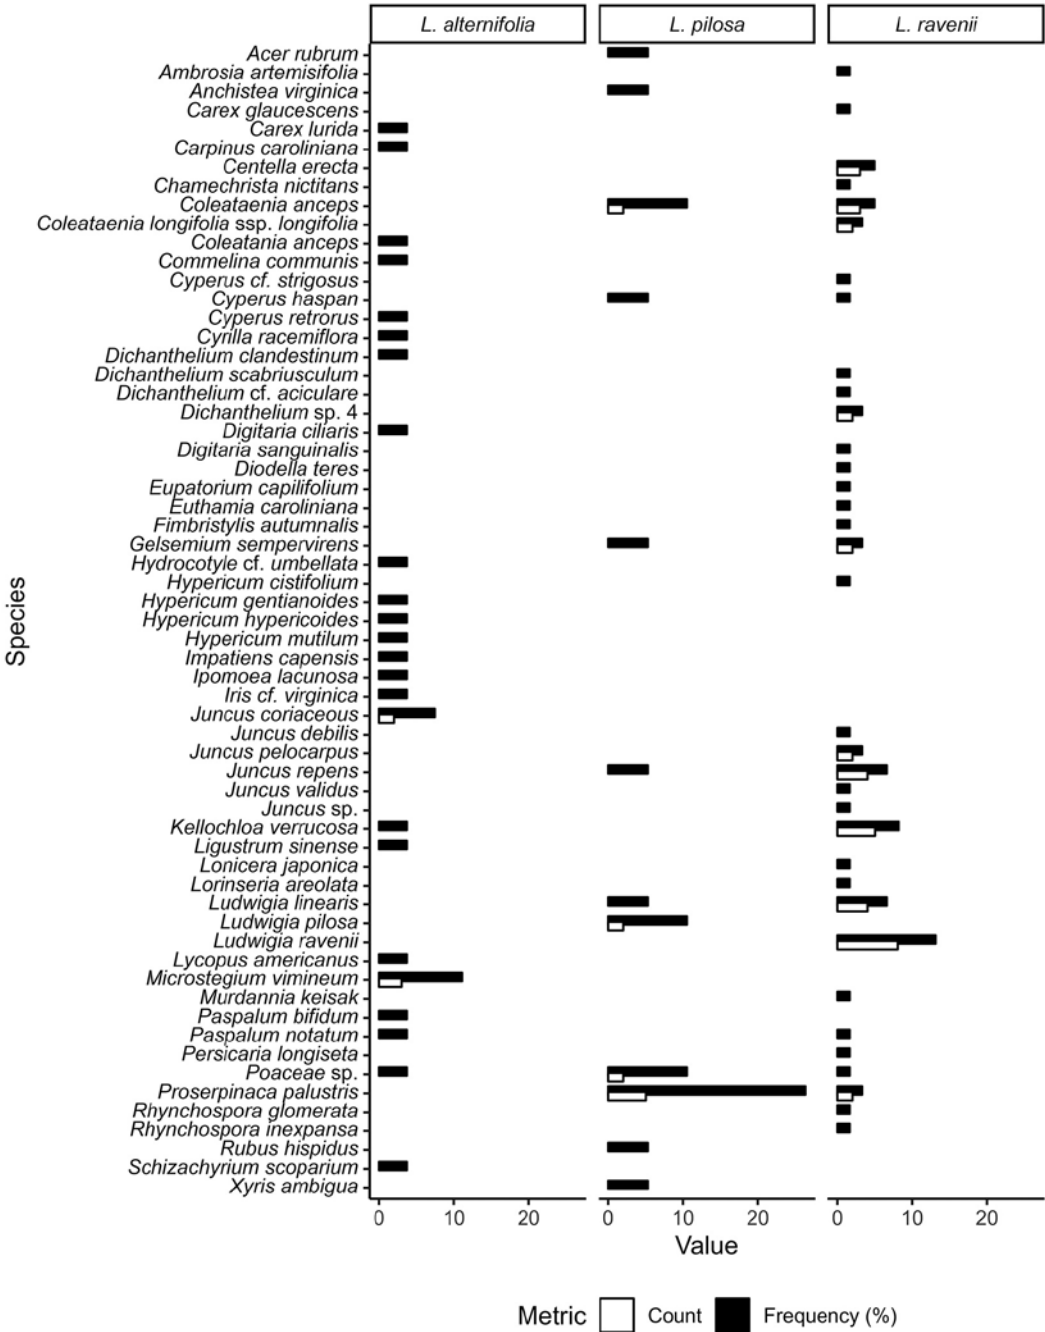 L. alternifolia
L. pilosa
L. ravenii
Acer rubrum
Ambrosia artemisifolia
Anchistea virginica
Carex glaucescens
Carex lurida
Carpinus caroliniana
Centella erecta
Chamechrista nictitans
Coleataenia anceps
Coleataenia longifolia ssp. longifolia
Coleatania anceps
Commelina communis
Cyperus cf. strigosus
Cyperus haspan
Cyperus retrorus
Cyrilla racemiflora
Dichanthelium clandestinum
Dichanthelium scabriusculum
Dichanthelium cf. aciculare
Dichanthelium sp. 4
Digitaria ciliaris
Digitaria sanguinalis
Diodella teres
Eupatorium capilifolium
Euthamia caroliniana
Fimbristylis autumnalis
Gelsemium sempervirens
Hydrocotyle cf. umbellata
Hypericum cistifolium
Hypericum gentianoides
Hypericum hypericoides
Hypericum mutilum
Impatiens capensis
Ipomoea lacunosa
Iris cf. virginica
Juncus coriaceous
Juncus debilis
Juncus pelocarpus
Juncus repens
Juncus validus
Juncus sp.
Kellochloa verrucosa
Ligustrum sinense
Lonicera japonica
Lorinseria areolata
Ludwigia linearis
Ludwigia pilosa
Ludwigia ravenii
Lycopus americanus
Microstegium vimineum
Murdannia keisak
Paspalum bifidum
Paspalum notatum
Persicaria longiseta
Poaceae sp.
Proserpinaca palustris
Rhynchospora glomerata
Rhynchospora inexpansa
Rubus hispidus
Schizachyrium scoparium
Xyris ambigua
Species
0 10 20
0 10 20
0 10 20
Value
Metric Count Frequency (%)